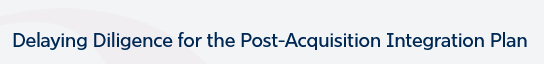 Delaying Diligence for the Post-Acquisition Integration Plan